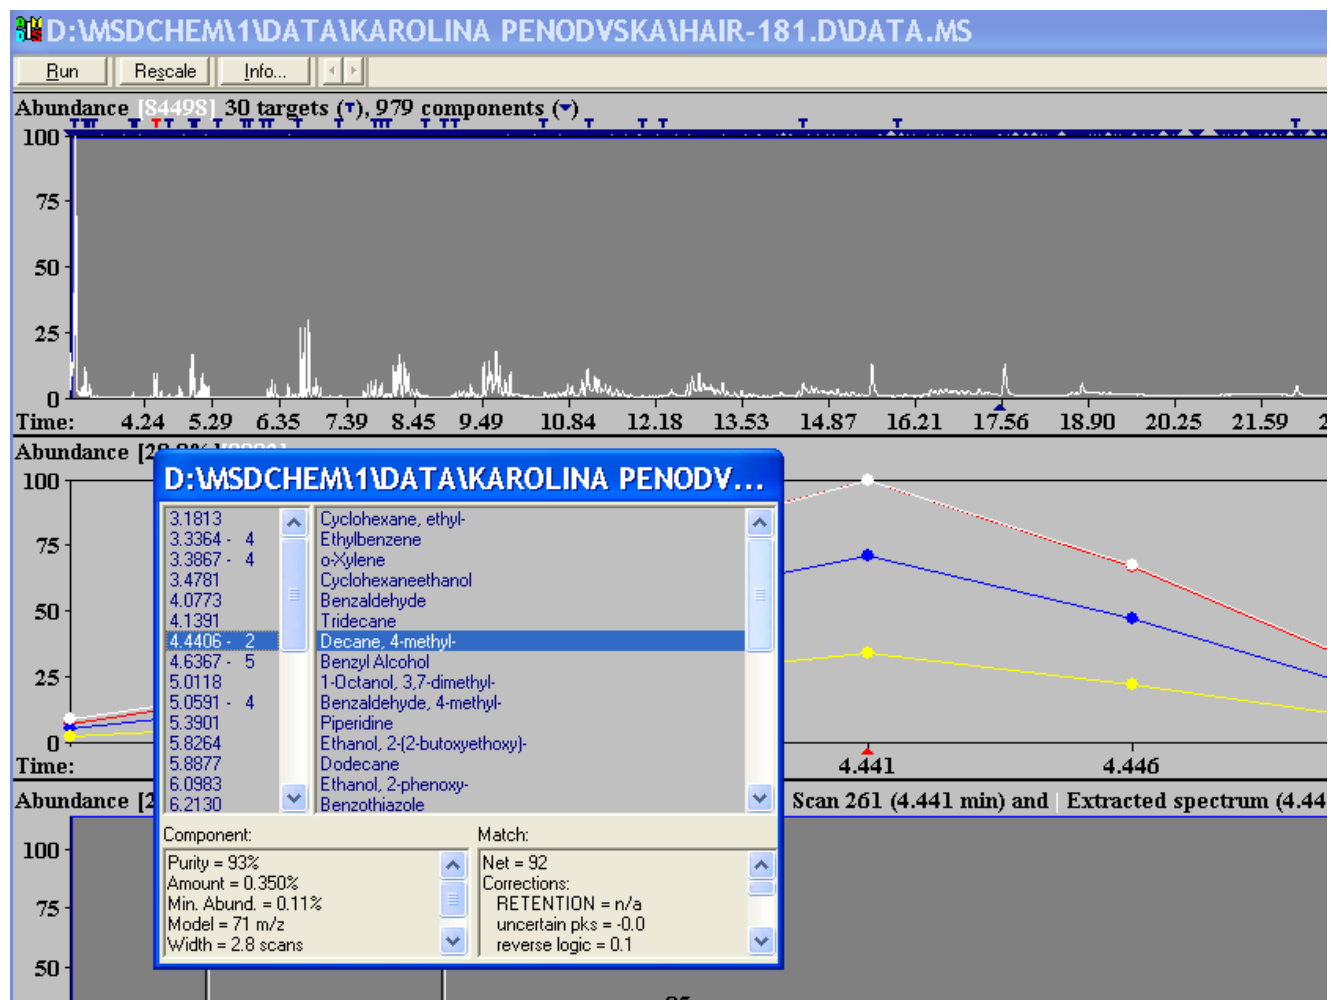 D:\MSDCHEM\1\DATA\KAROLINA PENODVSKA\HAIR-181.D\DATA.MS
Run Rescale Info...
Abundance [84498] 30 targets (T), 979 components
100
75
50
25
0
Time: 4.24 5.29 6.35 7.39 8.45 9.49 10.84 12.18 13.53 14.87 16.21 17.56 18.90 20.25 21.59 2
Abundance
100
75
50
25
0
Time: 4.441 4.446
Abundance [2 Scan 261 (4.441 min) and Extracted spectrum (4.44
100
75
50
D:\MSDCHEM\1\DATA\KAROLINA PENODV...
3.1813 Cyclohexane, ethyl-
3.3364 - 4 Ethylbenzene
3.3867 - 4 o-Xylene
3.4781 Cyclohexaneethanol
4.0773 Benzaldehyde
4.1391 Tridecane
4.4406 - 2 Decane, 4-methyl-
4.6367 - 5 Benzyl Alcohol
5.0118 1-Octanol, 3,7-dimethyl-
5.0591 - 4 Benzaldehyde, 4-methyl-
5.3901 Piperidine
5.8264 Ethanol, 2-(2-butoxyethoxy)-
5.8877 Dodecane
6.0983 Ethanol, 2-phenoxy-
6.2130 Benzothiazole
Component: Match:
Purity = 93% Net = 92
Amount = 0.350% Corrections:
Min. Abund. = 0.11% RETENTION = n/a
Model = 71 m/z uncertain pks = -0.0
Width = 2.8 scans reverse logic = 0.1